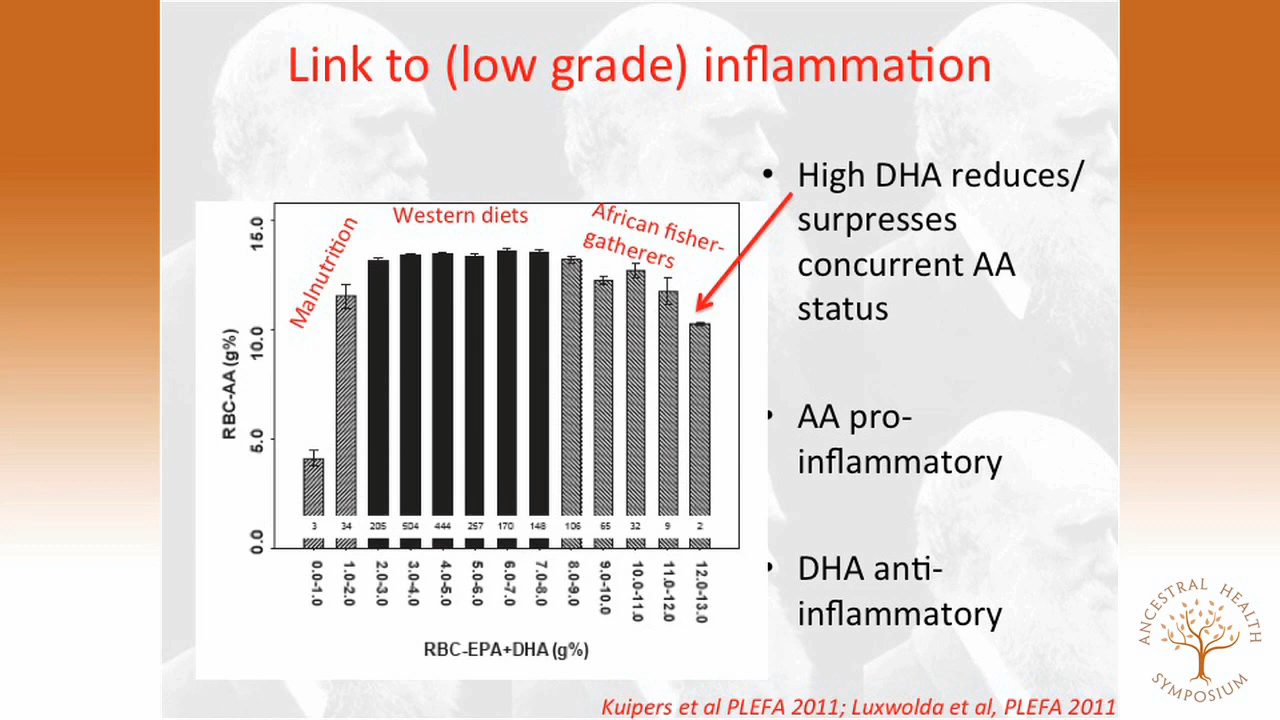 Link to (low grade) inflammation
• High DHA reduces/
surpresses
concurrent AA
status
• AA pro-
inflammatory
• DHA anti-
inflammatory
Malnutrition
Western diets
African fisher-
gatherers
RBC-AA (g%)
15.0
10.0
5.0
0.0
3 34 205 504 444 257 170 148 106 65 32 9 2
0.0-1.0 1.0-2.0 2.0-3.0 3.0-4.0 4.0-5.0 5.0-6.0 6.0-7.0 7.0-8.0 8.0-9.0 9.0-10.0 10.0-11.0 11.0-12.0 12.0-13.0
RBC-EPA+DHA (g%)
Kuipers et al PLEFA 2011; Luxwolda et al, PLEFA 2011
ANCESTRAL HEALTH
SYMPOSIUM